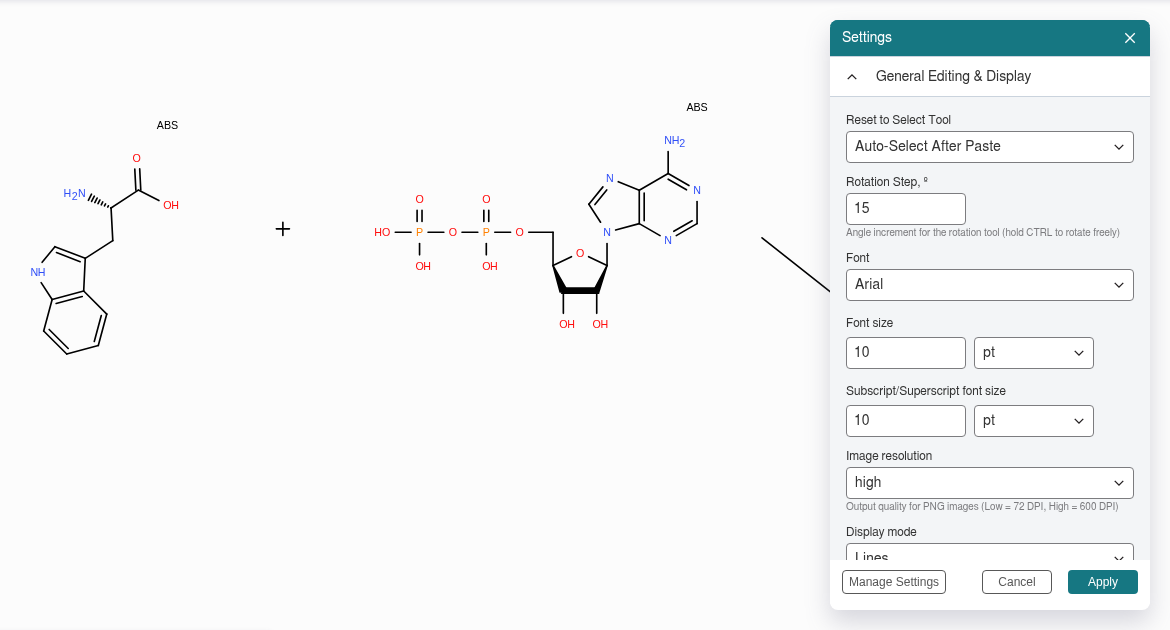 ABS
O
H2N
OH
NH
+
ABS
NH2
N
N
N
N
O
O
HO
P
O
P
O
OH
OH
O
OH
OH
Settings
General Editing & Display
Reset to Select Tool
Auto-Select After Paste
Rotation Step, º
15
Angle increment for the rotation tool (hold CTRL to rotate freely)
Font
Arial
Font size
10 pt
Subscript/Superscript font size
10 pt
Image resolution
high
Output quality for PNG images (Low = 72 DPI, High = 600 DPI)
Display mode
Lines
Manage Settings Cancel Apply